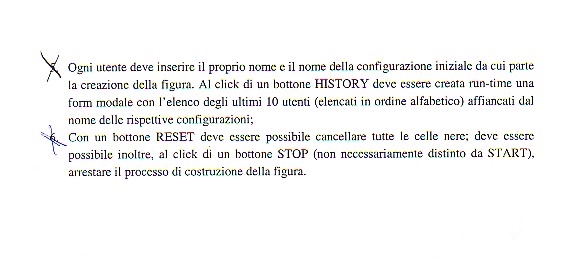 Ogni utente deve inserire il proprio nome e il nome della configurazione iniziale da cui parte
la creazione della figura. Al click di un bottone HISTORY deve essere creata run-time una
form modale con l'elenco degli ultimi 10 utenti (elencati in ordine alfabetico) affiancati dal
nome delle rispettive configurazioni;
Con un bottone RESET deve essere possibile cancellare tutte le celle nere; deve essere
possibile inoltre, al click di un bottone STOP (non necessariamente distinto da START),
arrestare il processo di costruzione della figura.